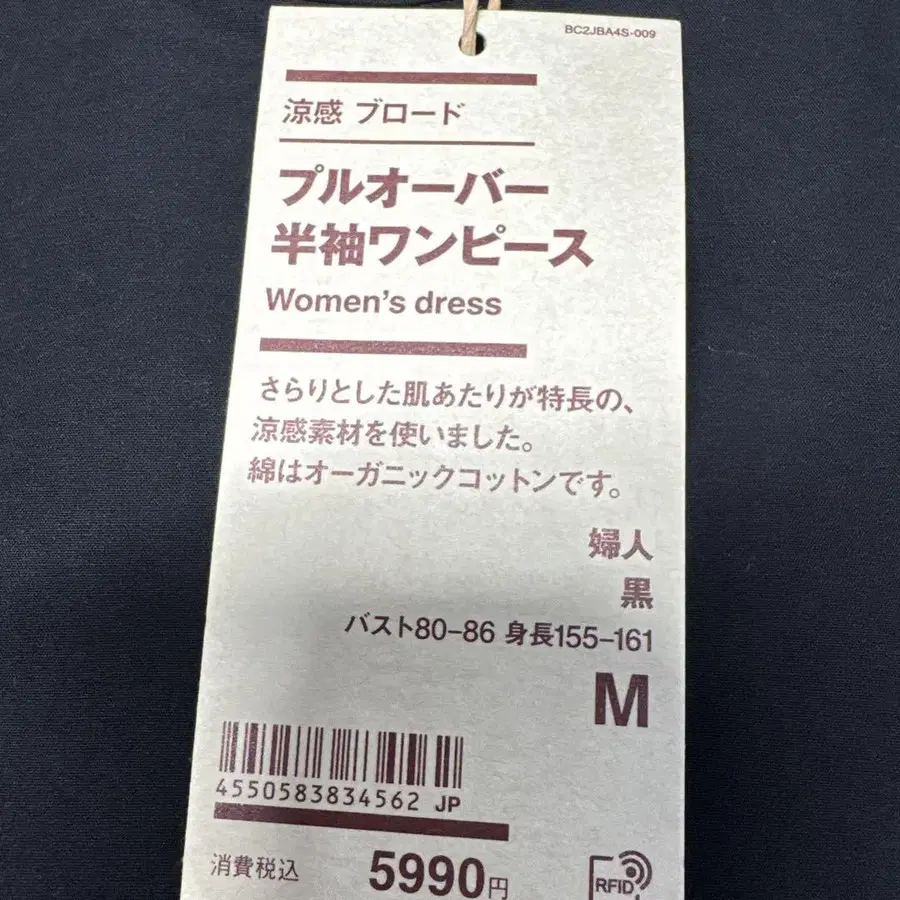 BC2JBA4S-009
涼感 ブロード
プルオーバー
半袖ワンピース
Women's dress
さらりとした肌あたりが特長の、
涼感素材を使いました。
綿はオーガニックコットンです。
婦人
黒
バスト80–86 身長155–161
M
4550583834562 JP
消費税込 5990円
RFID